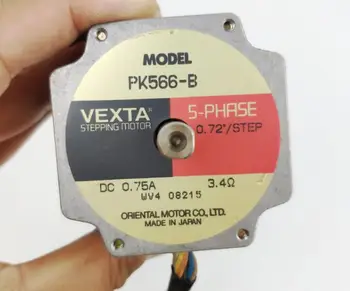 MODEL
PK566-B
VEXTA® 5-PHASE
STEPPING MOTOR 0.72°/STEP
DC 0.75A 3.4Ω
WV4 08215
ORIENTAL MOTOR CO., LTD.
MADE IN JAPAN